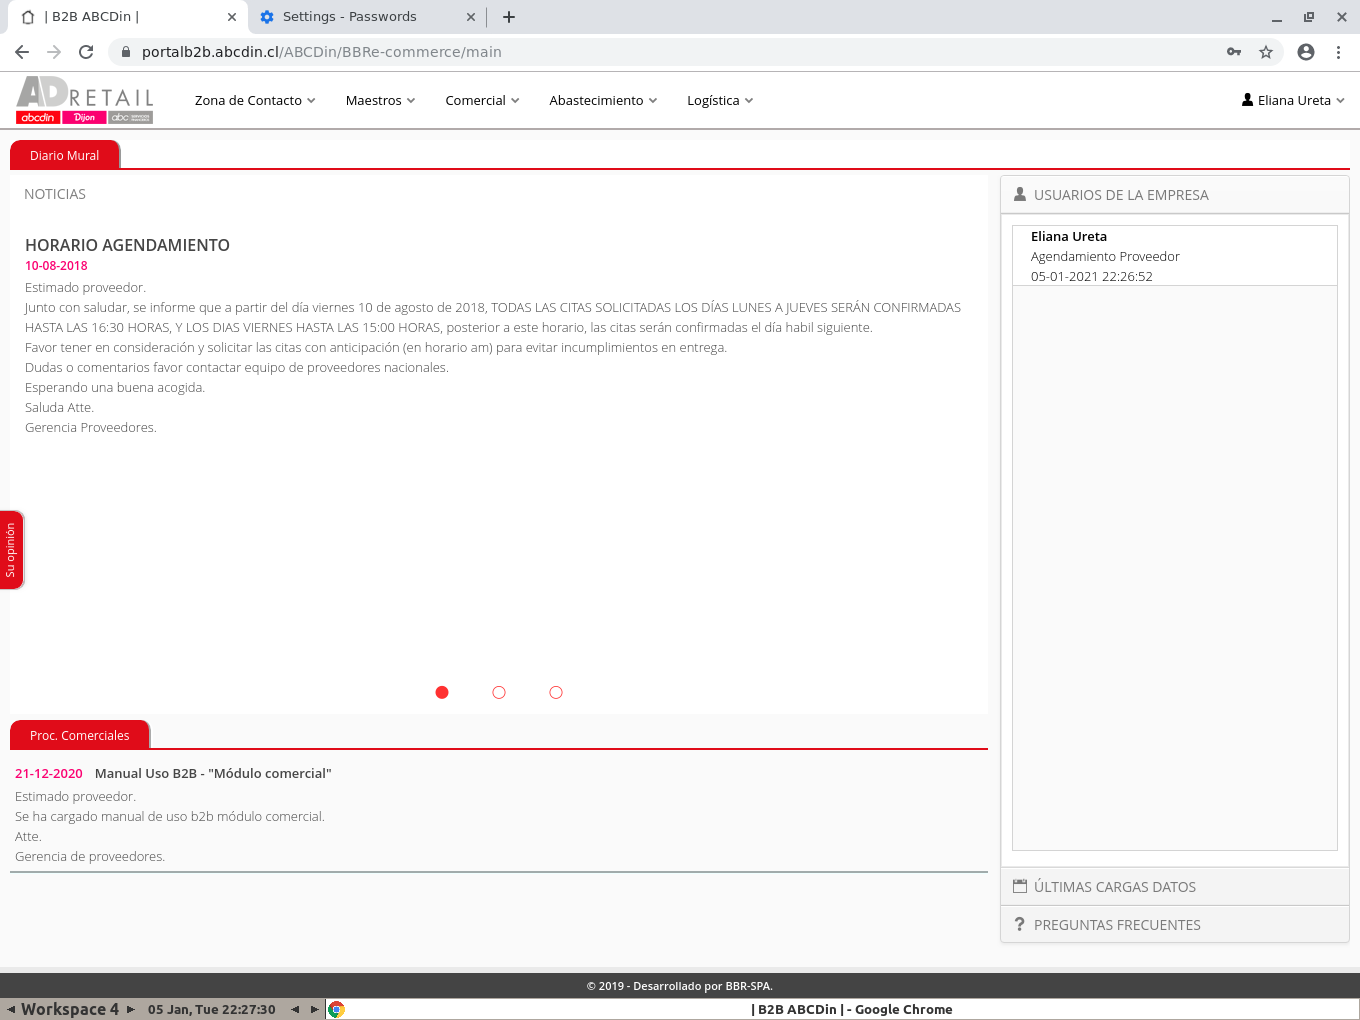 | B2B ABCDin |
Settings - Passwords
portalb2b.abcdin.cl/ABCDin/BBRe-commerce/main
ADRETAIL
abcdin Dijon abc
Zona de Contacto Maestros Comercial Abastecimiento Logística Eliana Ureta
Diario Mural
NOTICIAS
HORARIO AGENDAMIENTO
10-08-2018
Estimado proveedor.
Junto con saludar, se informe que a partir del día viernes 10 de agosto de 2018, TODAS LAS CITAS SOLICITADAS LOS DÍAS LUNES A JUEVES SERÁN CONFIRMADAS
HASTA LAS 16:30 HORAS, Y LOS DIAS VIERNES HASTA LAS 15:00 HORAS, posterior a este horario, las citas serán confirmadas el día habil siguiente.
Favor tener en consideración y solicitar las citas con anticipación (en horario am) para evitar incumplimientos en entrega.
Dudas o comentarios favor contactar equipo de proveedores nacionales.
Esperando una buena acogida.
Saluda Atte.
Gerencia Proveedores.
Su opinión
Proc. Comerciales
21-12-2020 Manual Uso B2B - "Módulo comercial"
Estimado proveedor.
Se ha cargado manual de uso b2b módulo comercial.
Atte.
Gerencia de proveedores.
USUARIOS DE LA EMPRESA
Eliana Ureta
Agendamiento Proveedor
05-01-2021 22:26:52
ÚLTIMAS CARGAS DATOS
PREGUNTAS FRECUENTES
© 2019 - Desarrollado por BBR-SPA.
Workspace 4 05 Jan, Tue 22:27:30 | B2B ABCDin | - Google Chrome